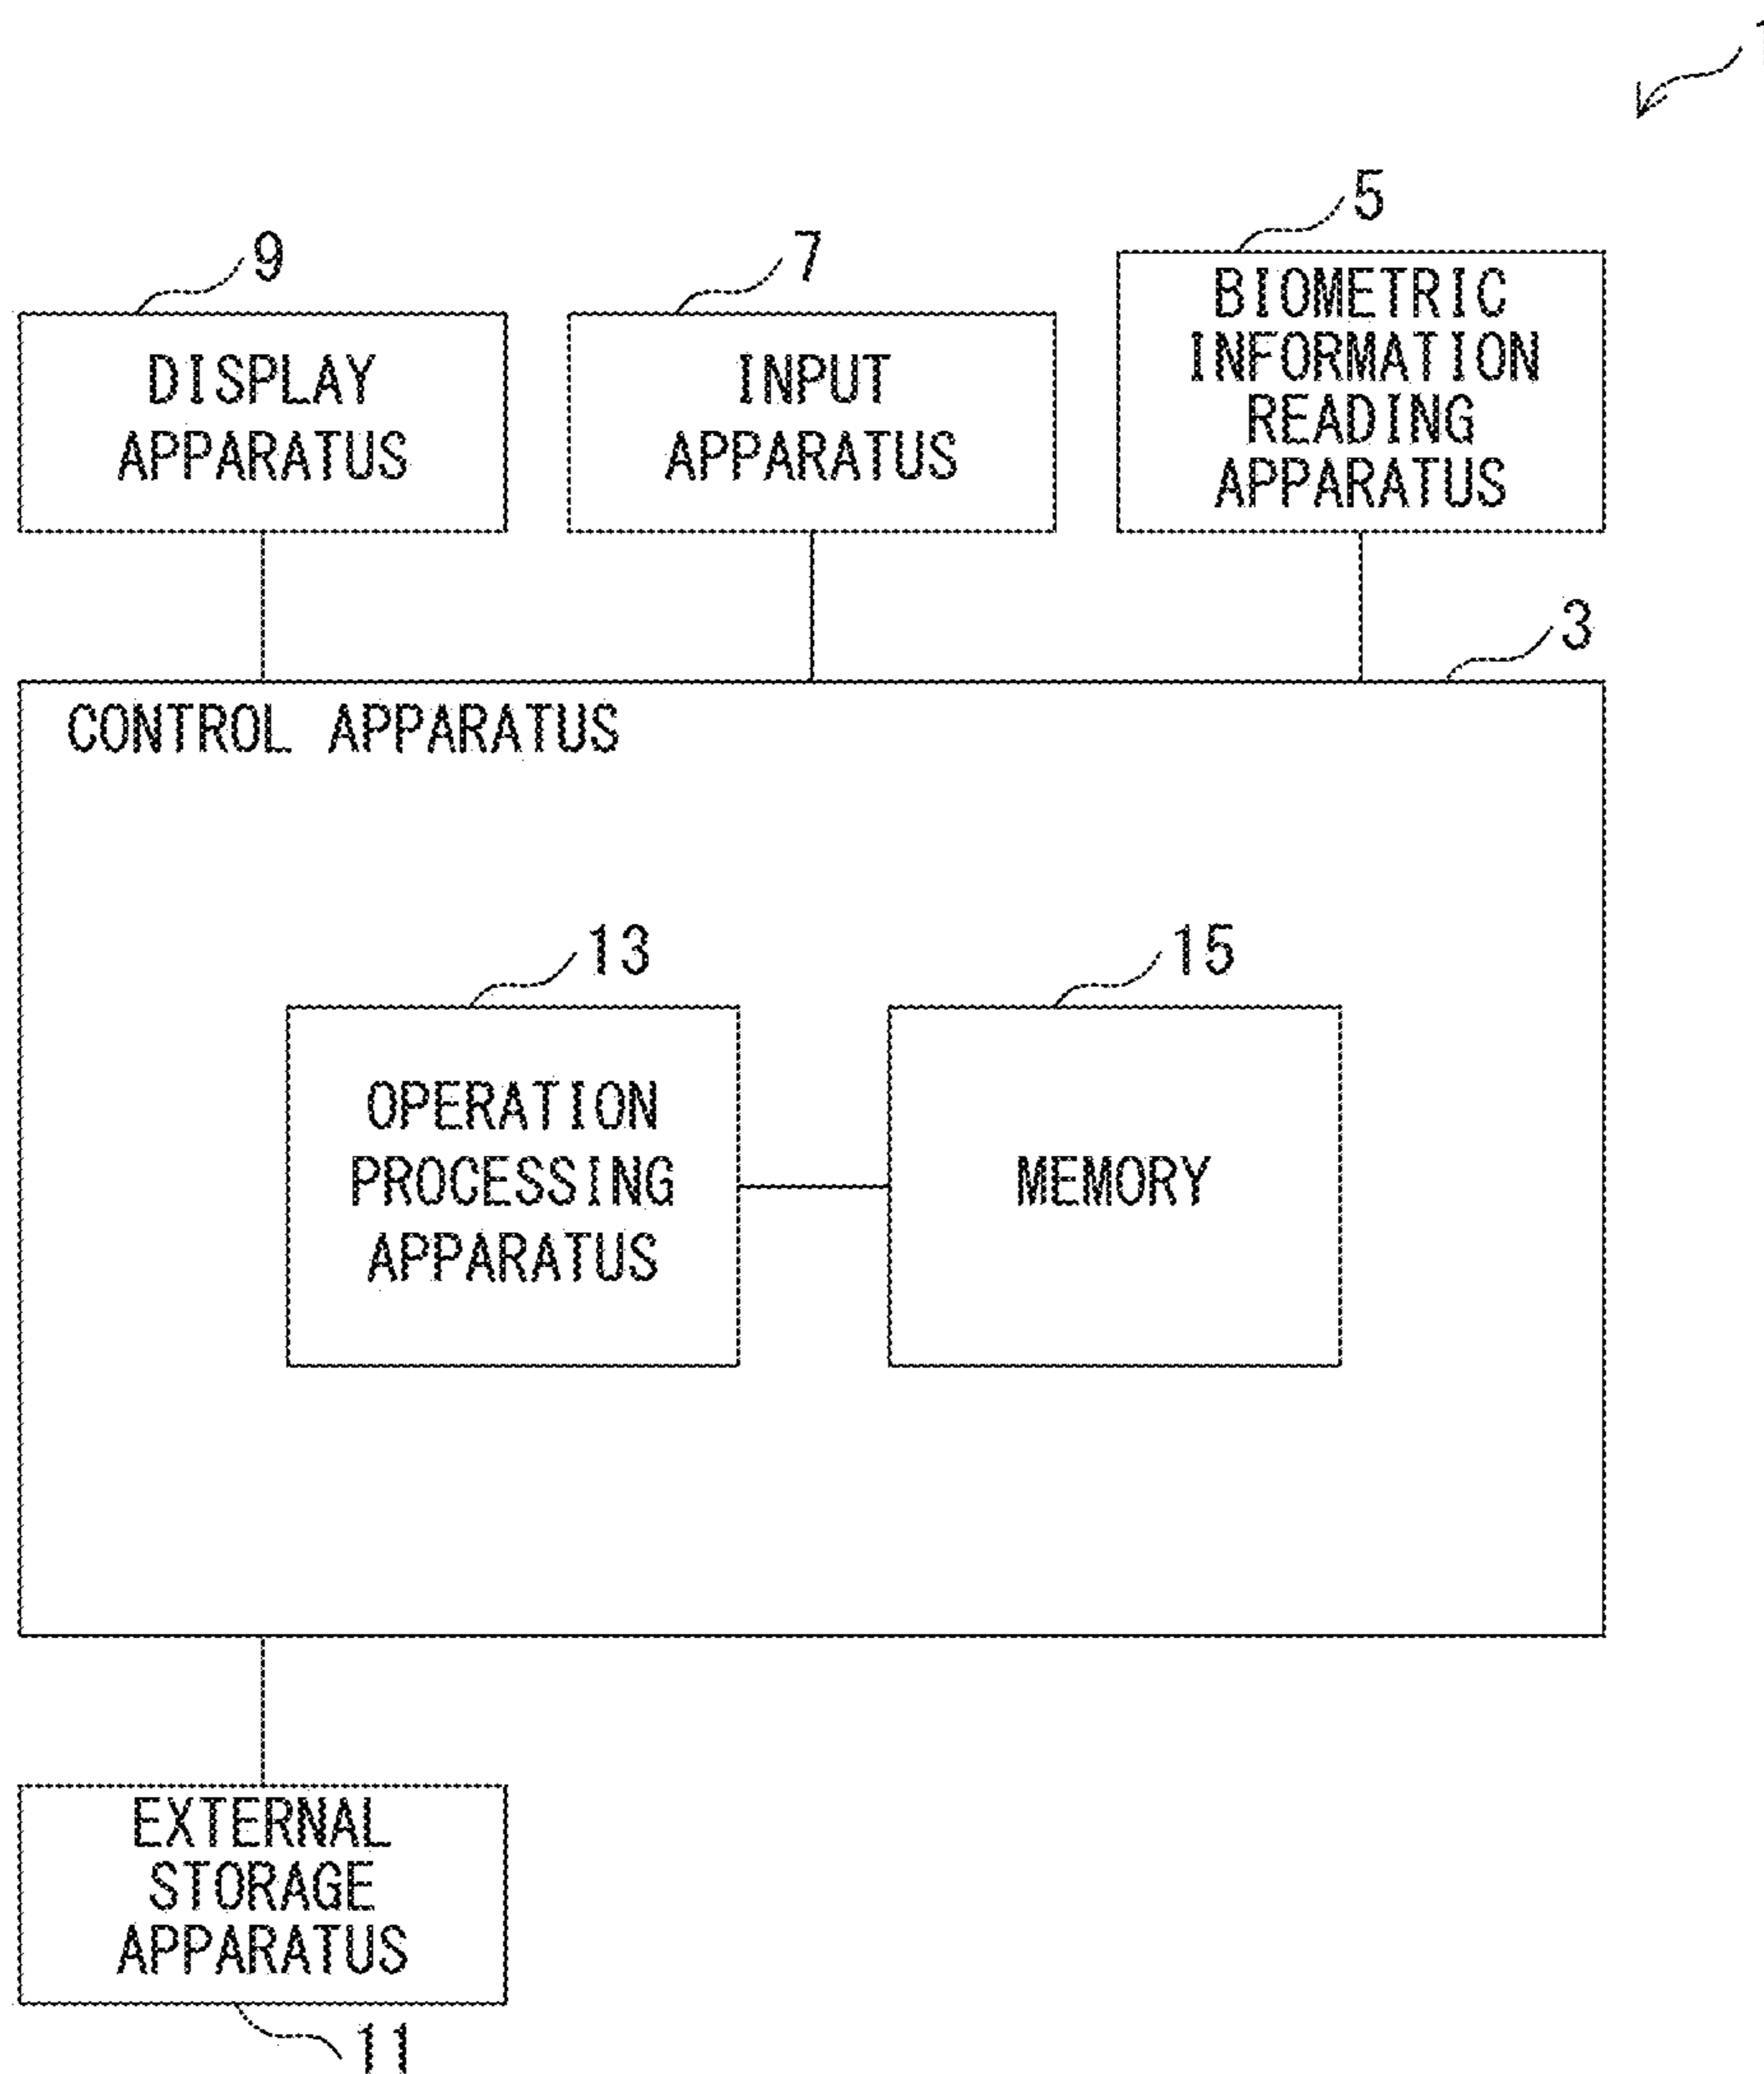 1
5
9
7
BIOMETRIC
INFORMATION
READING
APPARATUS
DISPLAY
APPARATUS
INPUT
APPARATUS
3
CONTROL APPARATUS
13
15
OPERATION
PROCESSING
APPARATUS
MEMORY
EXTERNAL
STORAGE
APPARATUS
11